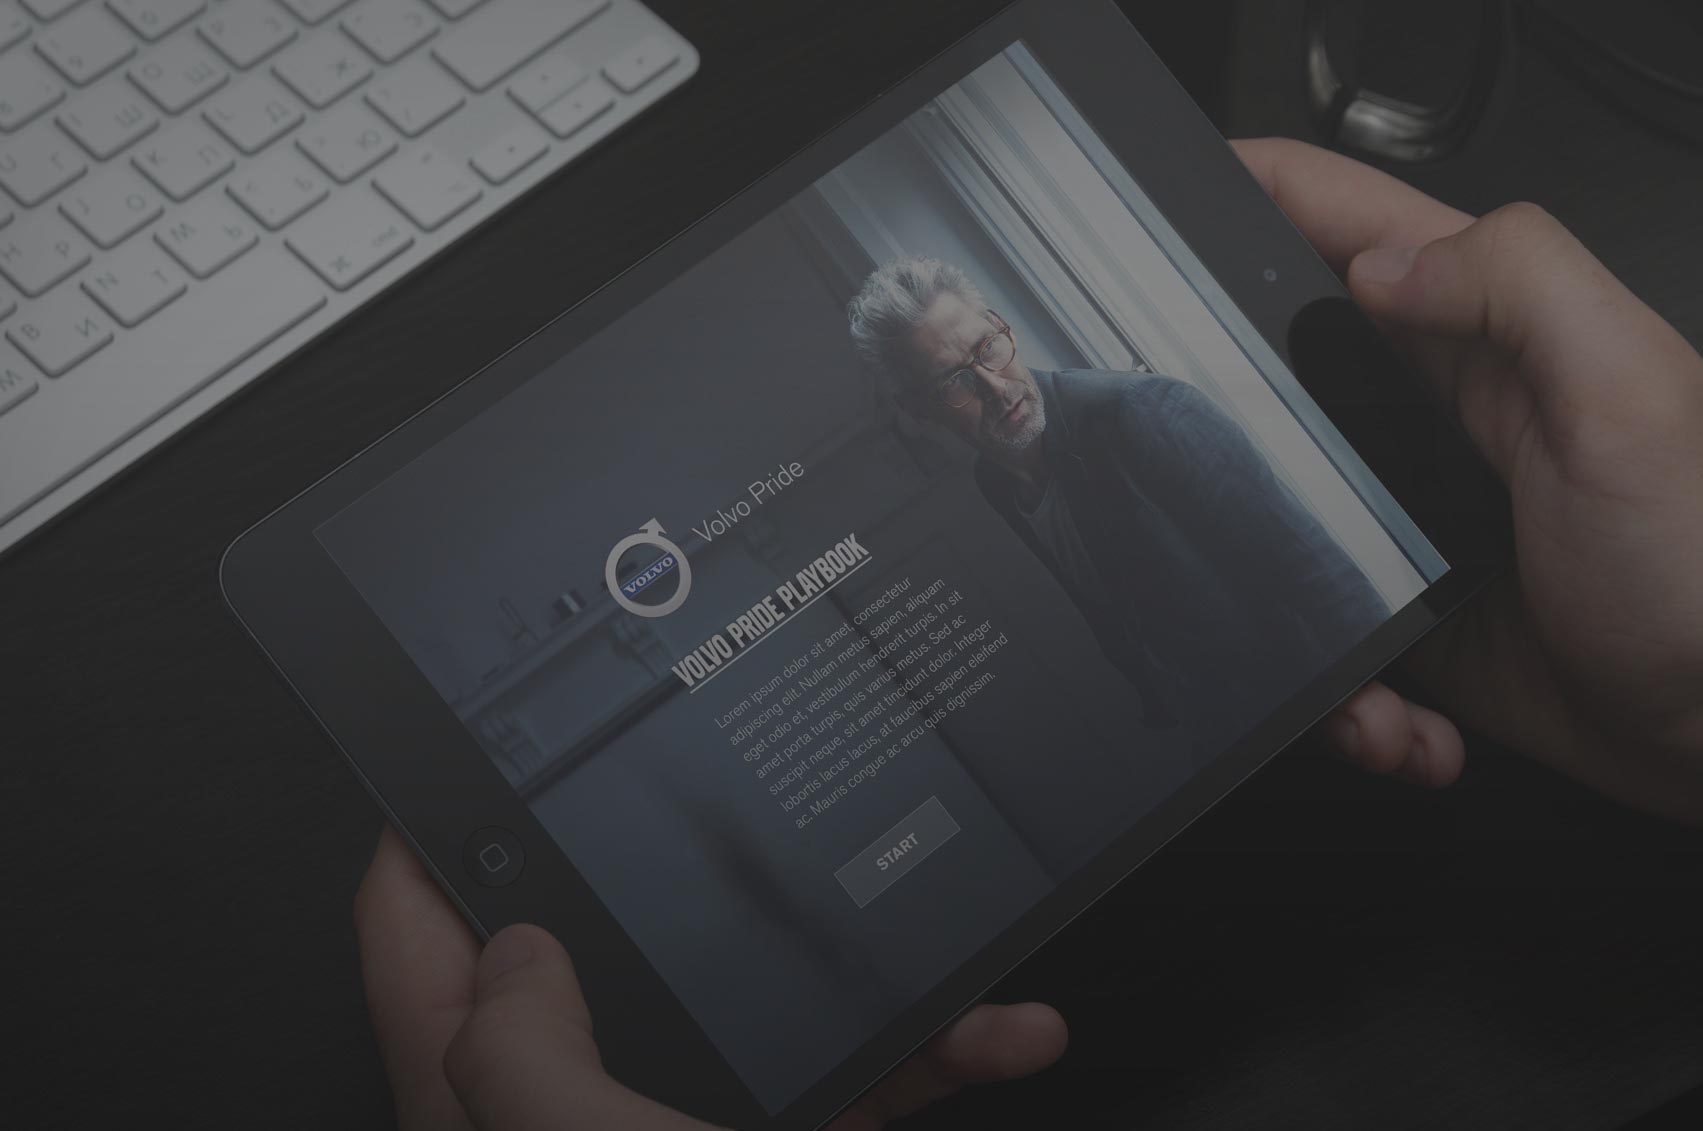 Volvo Pride
VOLVO
VOLVO PRIDE PLAYBOOK
Lorem ipsum dolor sit amet, consectetur
adipiscing elit. Nullam metus sapien, aliquam
eget odio et, vestibulum hendrerit turpis. In sit
amet porta turpis, quis varius metus. Sed ac
suscipit neque, sit amet tincidunt dolor. Integer
lobortis lacus lacus, at faucibus sapien eleifend
ac. Mauris congue ac arcu quis dignissim.
START
cmd